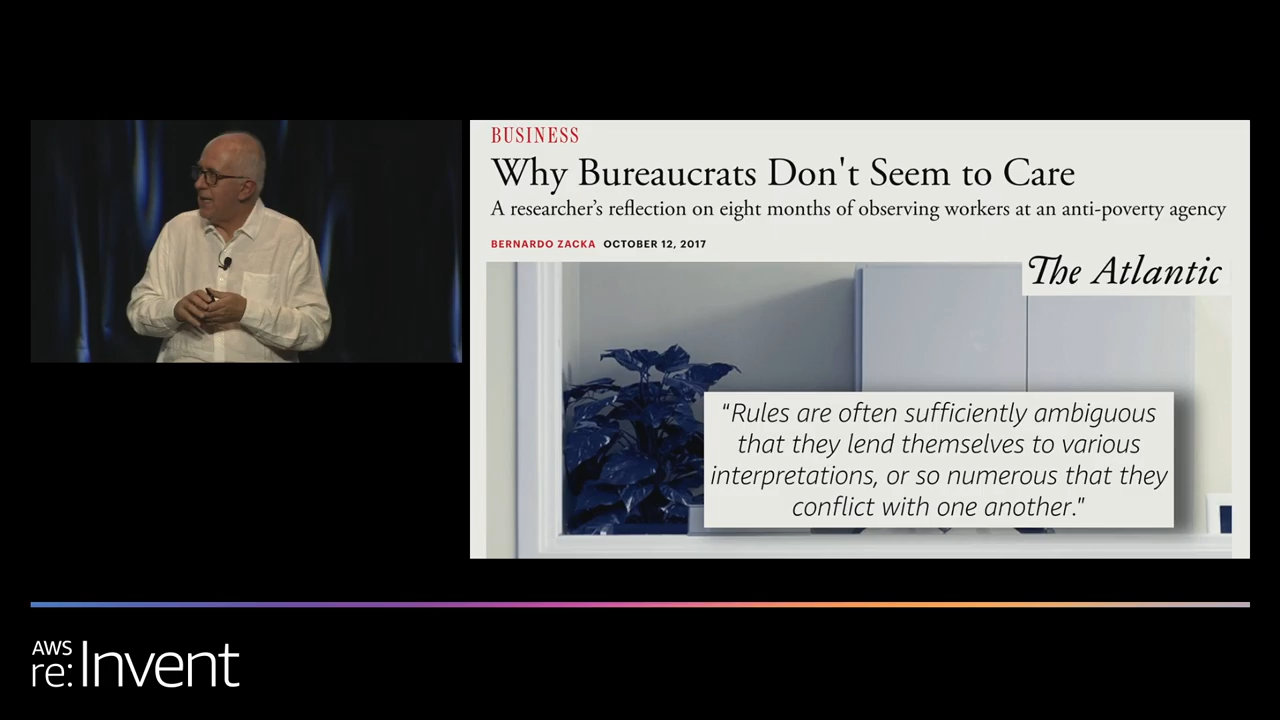 BUSINESS
Why Bureaucrats Don't Seem to Care
A researcher's reflection on eight months of observing workers at an anti-poverty agency
BERNARDO ZACKA OCTOBER 12, 2017
The Atlantic
"Rules are often sufficiently ambiguous
that they lend themselves to various
interpretations, or so numerous that they
conflict with one another."
AWS
re:Invent